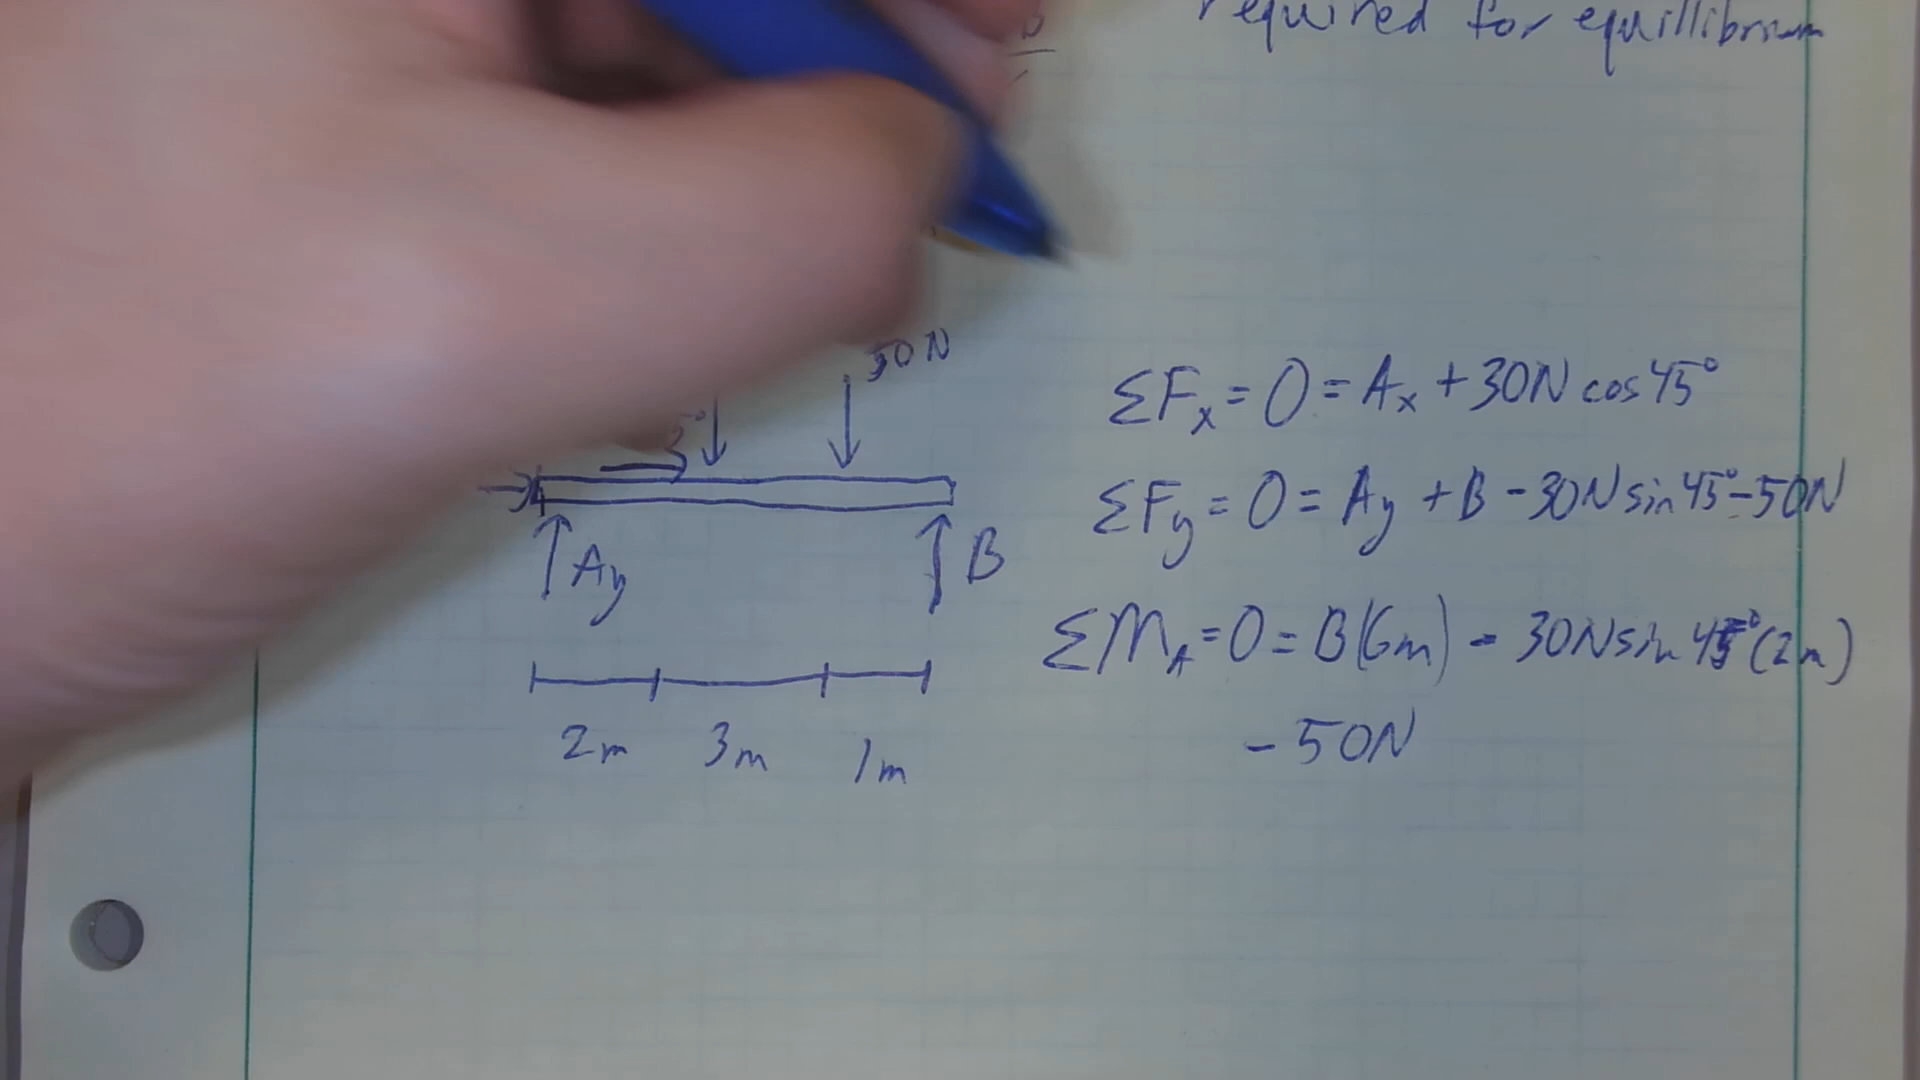 required for equillibrium
50N
ΣFx = 0 = Ax + 30N cos 45°
ΣFy = 0 = Ay + B - 30N sin 45° - 50N
Ay
B
ΣMA = 0 = B(6m) - 30N sin 45° (2m)
- 50N
2m 3m 1m